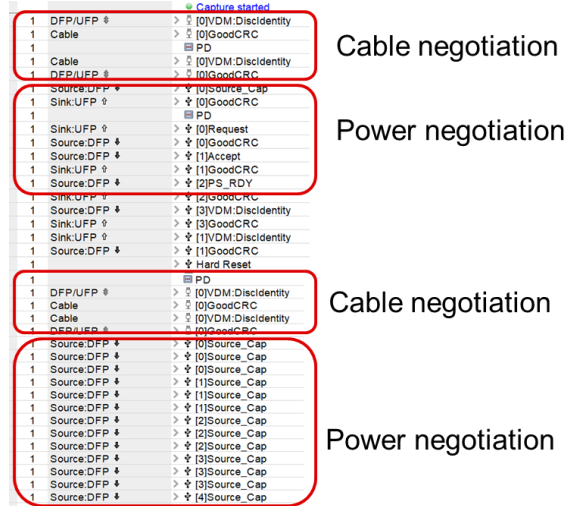 Capture started
1 DFP/UFP ⇳ > [0]VDM:DiscIdentity
1 Cable > [0]GoodCRC
1 PD
1 Cable > [0]VDM:DiscIdentity
1 DFP/UFP ⇳ > [0]GoodCRC
Cable negotiation
1 Source:DFP ⬇ > [0]Source_Cap
1 Sink:UFP ⇧ > [0]GoodCRC
1 PD
1 Sink:UFP ⇧ > [0]Request
1 Source:DFP ⬇ > [0]GoodCRC
1 Source:DFP ⬇ > [1]Accept
1 Sink:UFP ⇧ > [1]GoodCRC
1 Source:DFP ⬇ > [2]PS_RDY
Power negotiation
1 Sink:UFP ⇧ > [2]GoodCRC
1 Source:DFP ⬇ > [3]VDM:DiscIdentity
1 Sink:UFP ⇧ > [3]GoodCRC
1 Sink:UFP ⇧ > [1]VDM:DiscIdentity
1 Source:DFP ⬇ > [1]GoodCRC
1 > Hard Reset
1 PD
1 DFP/UFP ⇳ > [0]VDM:DiscIdentity
1 Cable > [0]GoodCRC
1 Cable > [0]VDM:DiscIdentity
1 DFP/UFP ⇳ > [0]GoodCRC
Cable negotiation
1 Source:DFP ⬇ > [0]Source_Cap
1 Source:DFP ⬇ > [0]Source_Cap
1 Source:DFP ⬇ > [0]Source_Cap
1 Source:DFP ⬇ > [1]Source_Cap
1 Source:DFP ⬇ > [1]Source_Cap
1 Source:DFP ⬇ > [1]Source_Cap
1 Source:DFP ⬇ > [2]Source_Cap
1 Source:DFP ⬇ > [2]Source_Cap
1 Source:DFP ⬇ > [2]Source_Cap
1 Source:DFP ⬇ > [3]Source_Cap
1 Source:DFP ⬇ > [3]Source_Cap
1 Source:DFP ⬇ > [3]Source_Cap
1 Source:DFP ⬇ > [4]Source_Cap
Power negotiation